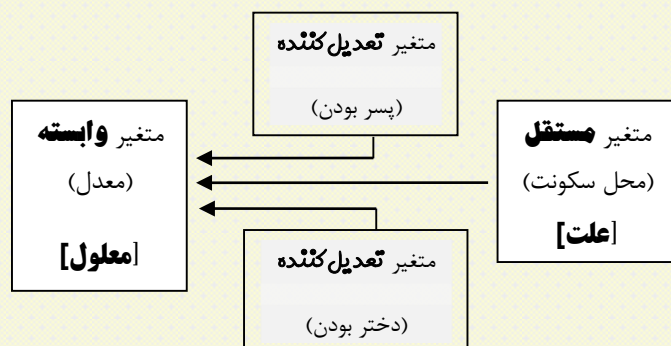 متغیر تعدیل‌کننده
(پسر بودن)
متغیر مستقل
(محل سکونت)
[علت]
متغیر وابسته
(معدل)
[معلول]
متغیر تعدیل‌کننده
(دختر بودن)